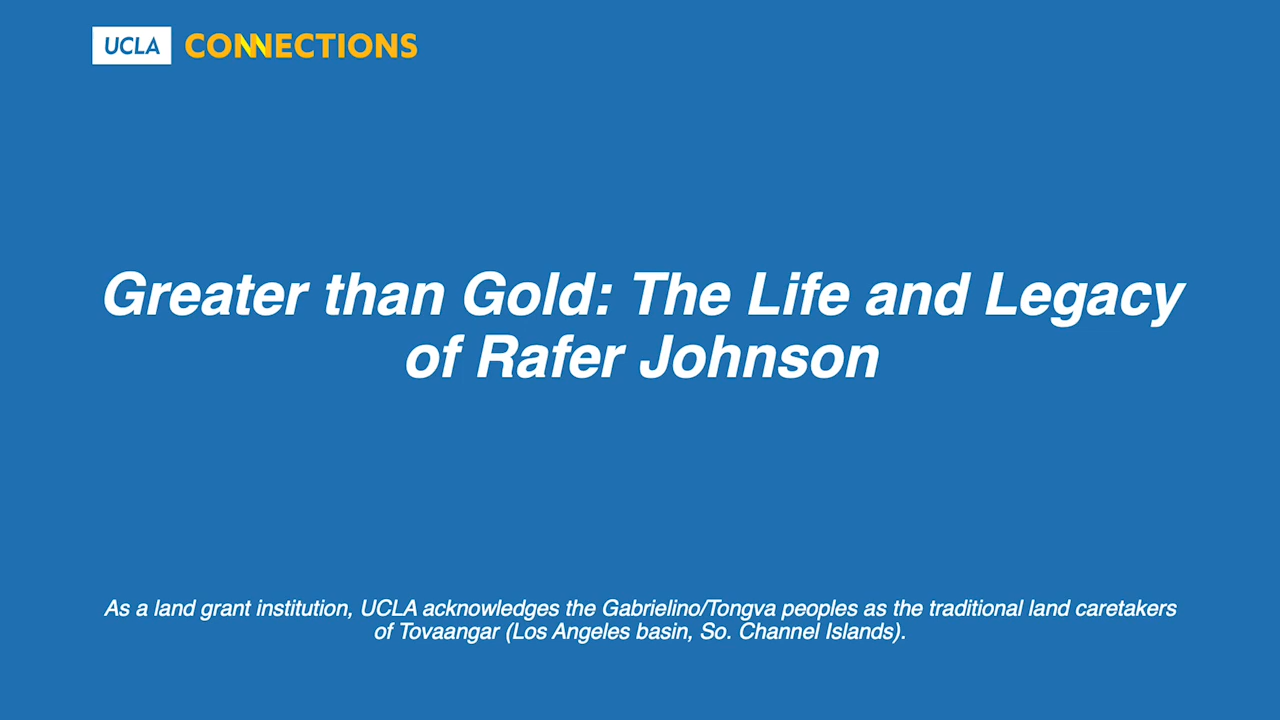 UCLA CONNECTIONS
Greater than Gold: The Life and Legacy
of Rafer Johnson
As a land grant institution, UCLA acknowledges the Gabrielino/Tongva peoples as the traditional land caretakers
of Tovaangar (Los Angeles basin, So. Channel Islands).